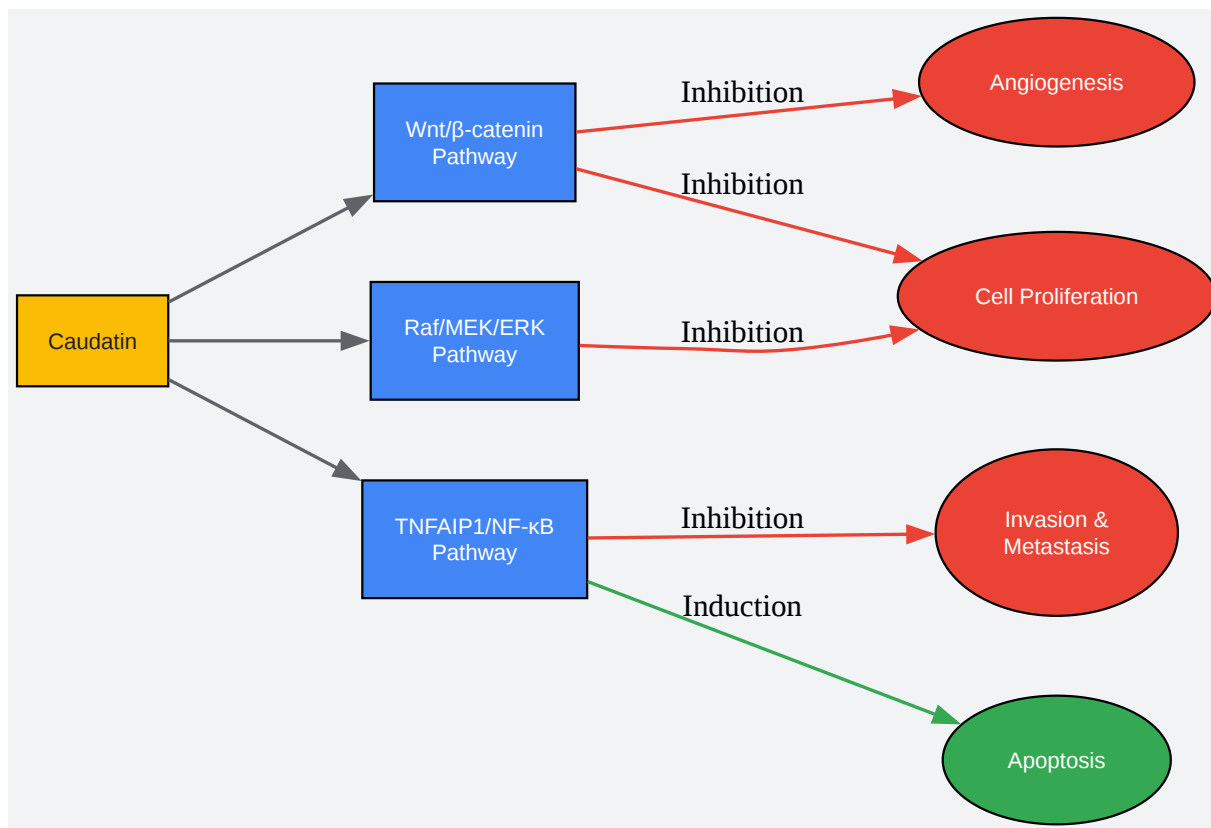 Caudatin
Wnt/β-catenin
Pathway
Raf/MEK/ERK
Pathway
TNFAIP1/NF-κB
Pathway
Inhibition
Inhibition
Inhibition
Inhibition
Induction
Angiogenesis
Cell Proliferation
Invasion &
Metastasis
Apoptosis